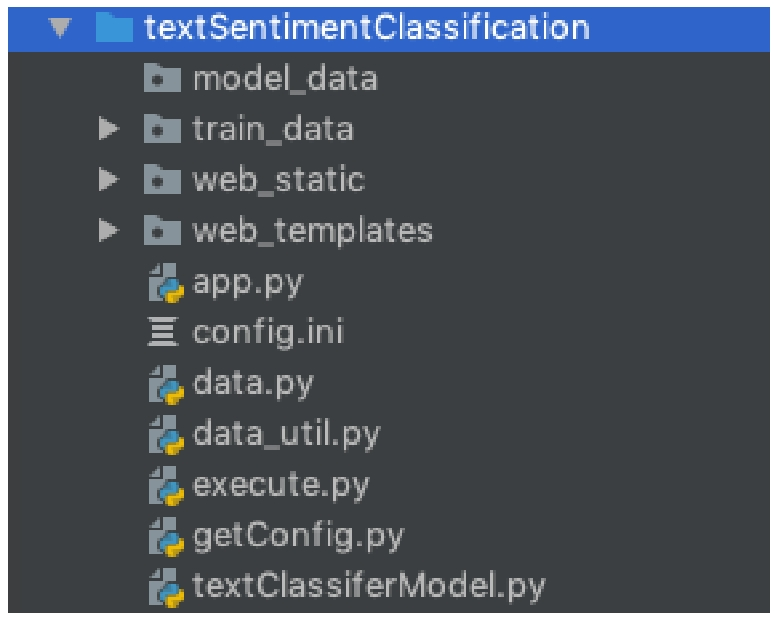 textSentimentClassification
model_data
train_data
web_static
web_templates
app.py
config.ini
data.py
data_util.py
execute.py
getConfig.py
textClassiferModel.py